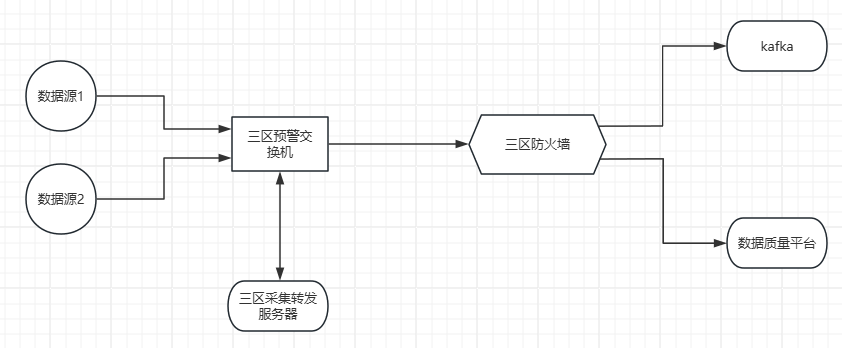 数据源1
数据源2
三区预警交
换机
三区采集转发
服务器
三区防火墙
kafka
数据质量平台